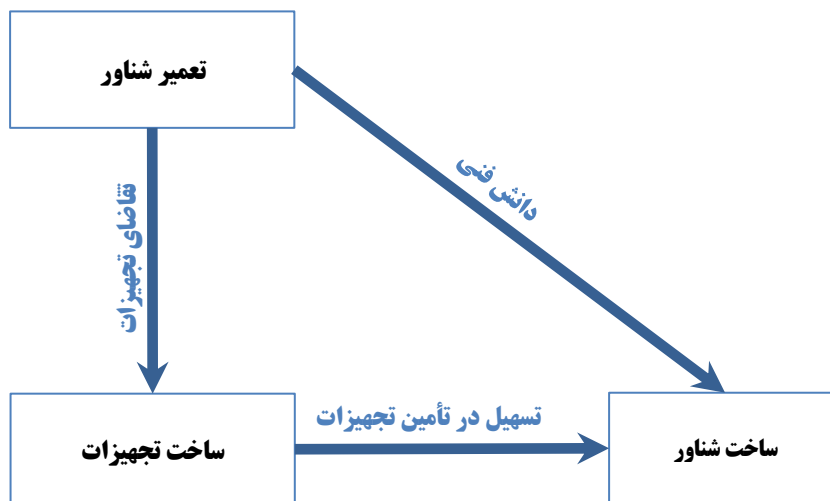 تعمیر شناور
دانش فنی
تقاضای تجهیزات
تسهیل در تأمین تجهیزات
ساخت شناور
ساخت تجهیزات